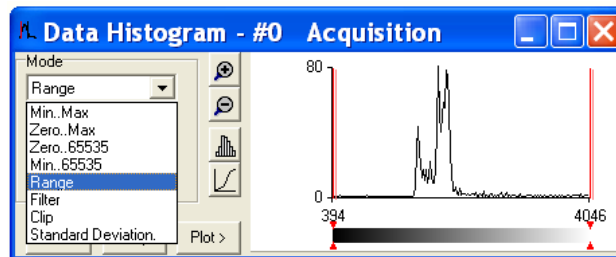 Data Histogram - #0 Acquisition
Mode
Range
Min..Max
Zero..Max
Zero..65535
Min..65535
Range
Filter
Clip
Standard Deviation.
Plot >
80
0
394 4046